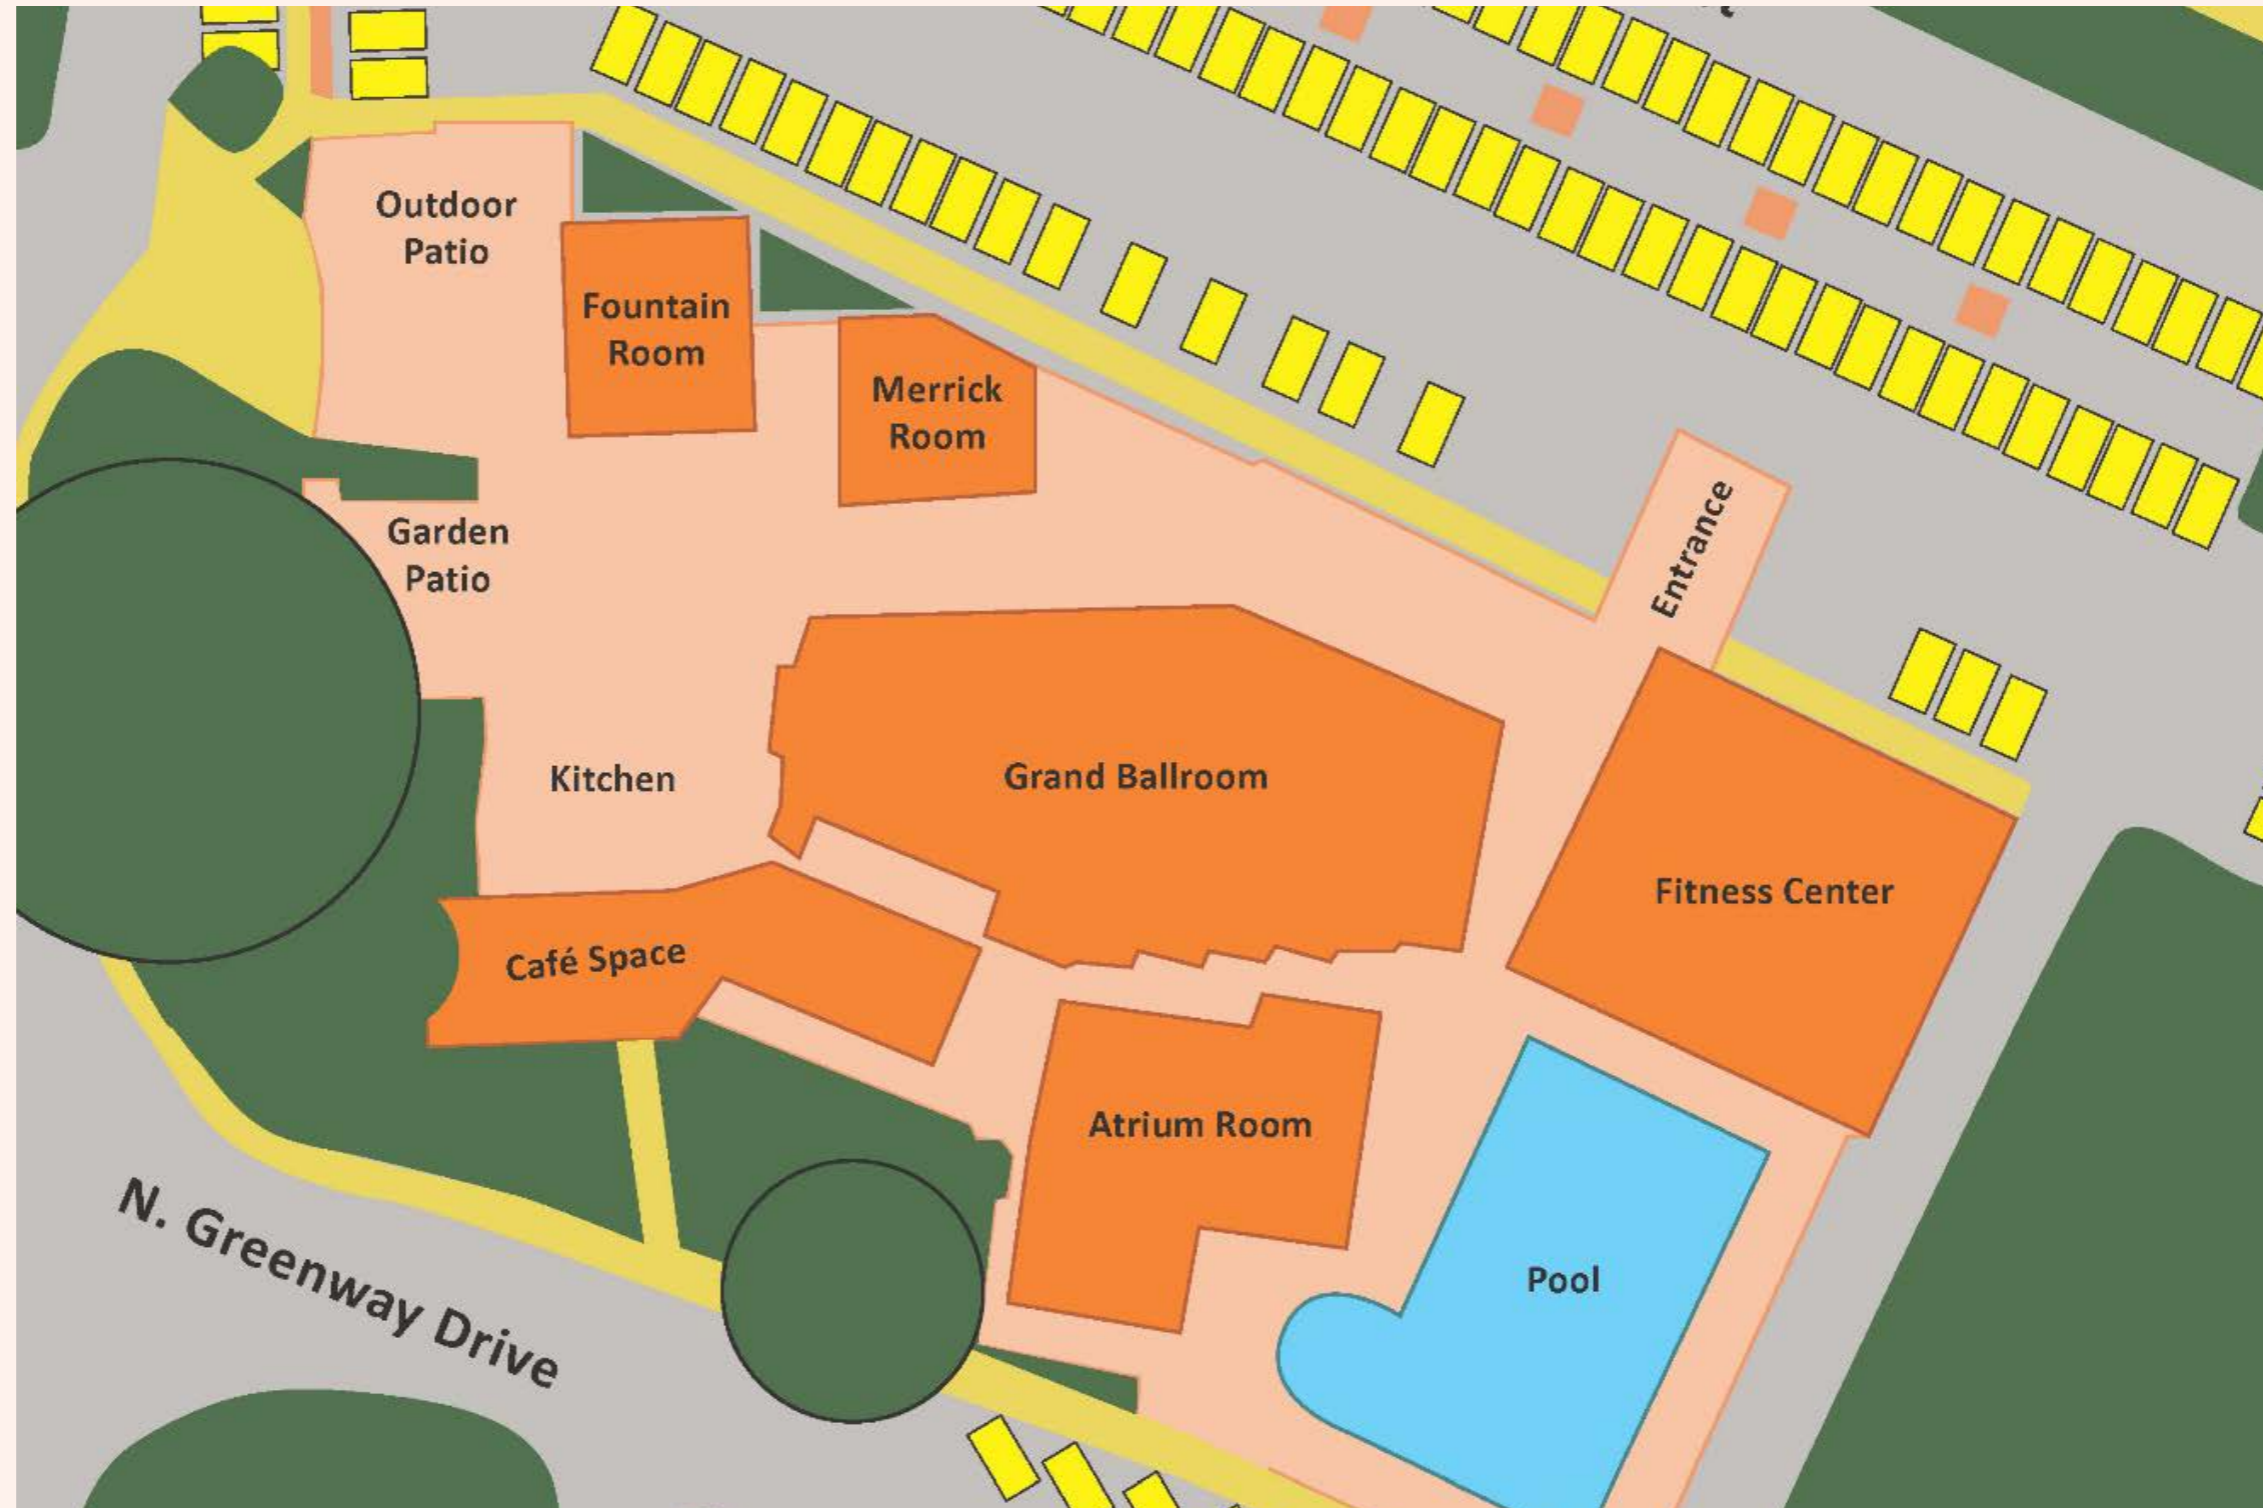 Outdoor
Patio
Fountain
Room
Merrick
Room
Garden
Patio
Entrance
Kitchen
Grand Ballroom
Fitness Center
Café Space
Atrium Room
Pool
N. Greenway Drive